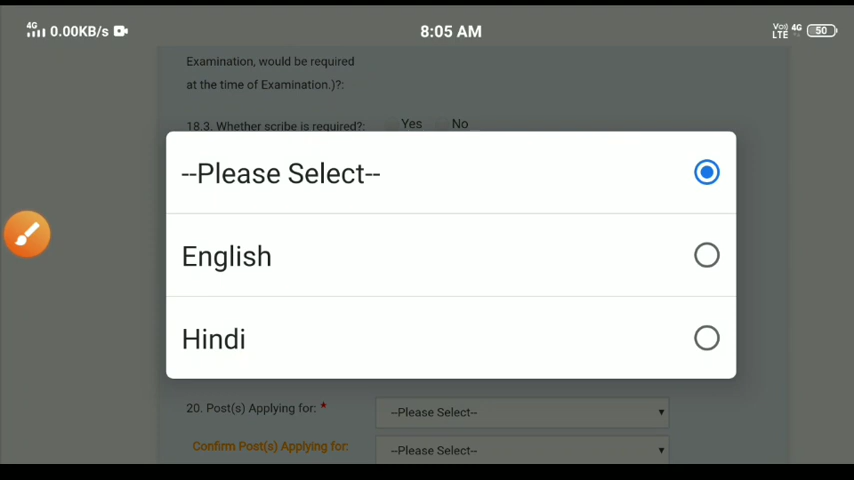 4G 0.00KB/s 8:05 AM Vo) LTE 4G 50
Examination, would be required
at the time of Examination.)?:
18.3. Whether scribe is required?: Yes No
--Please Select--
English
Hindi
20. Post(s) Applying for: * --Please Select--
Confirm Post(s) Applying for: --Please Select--